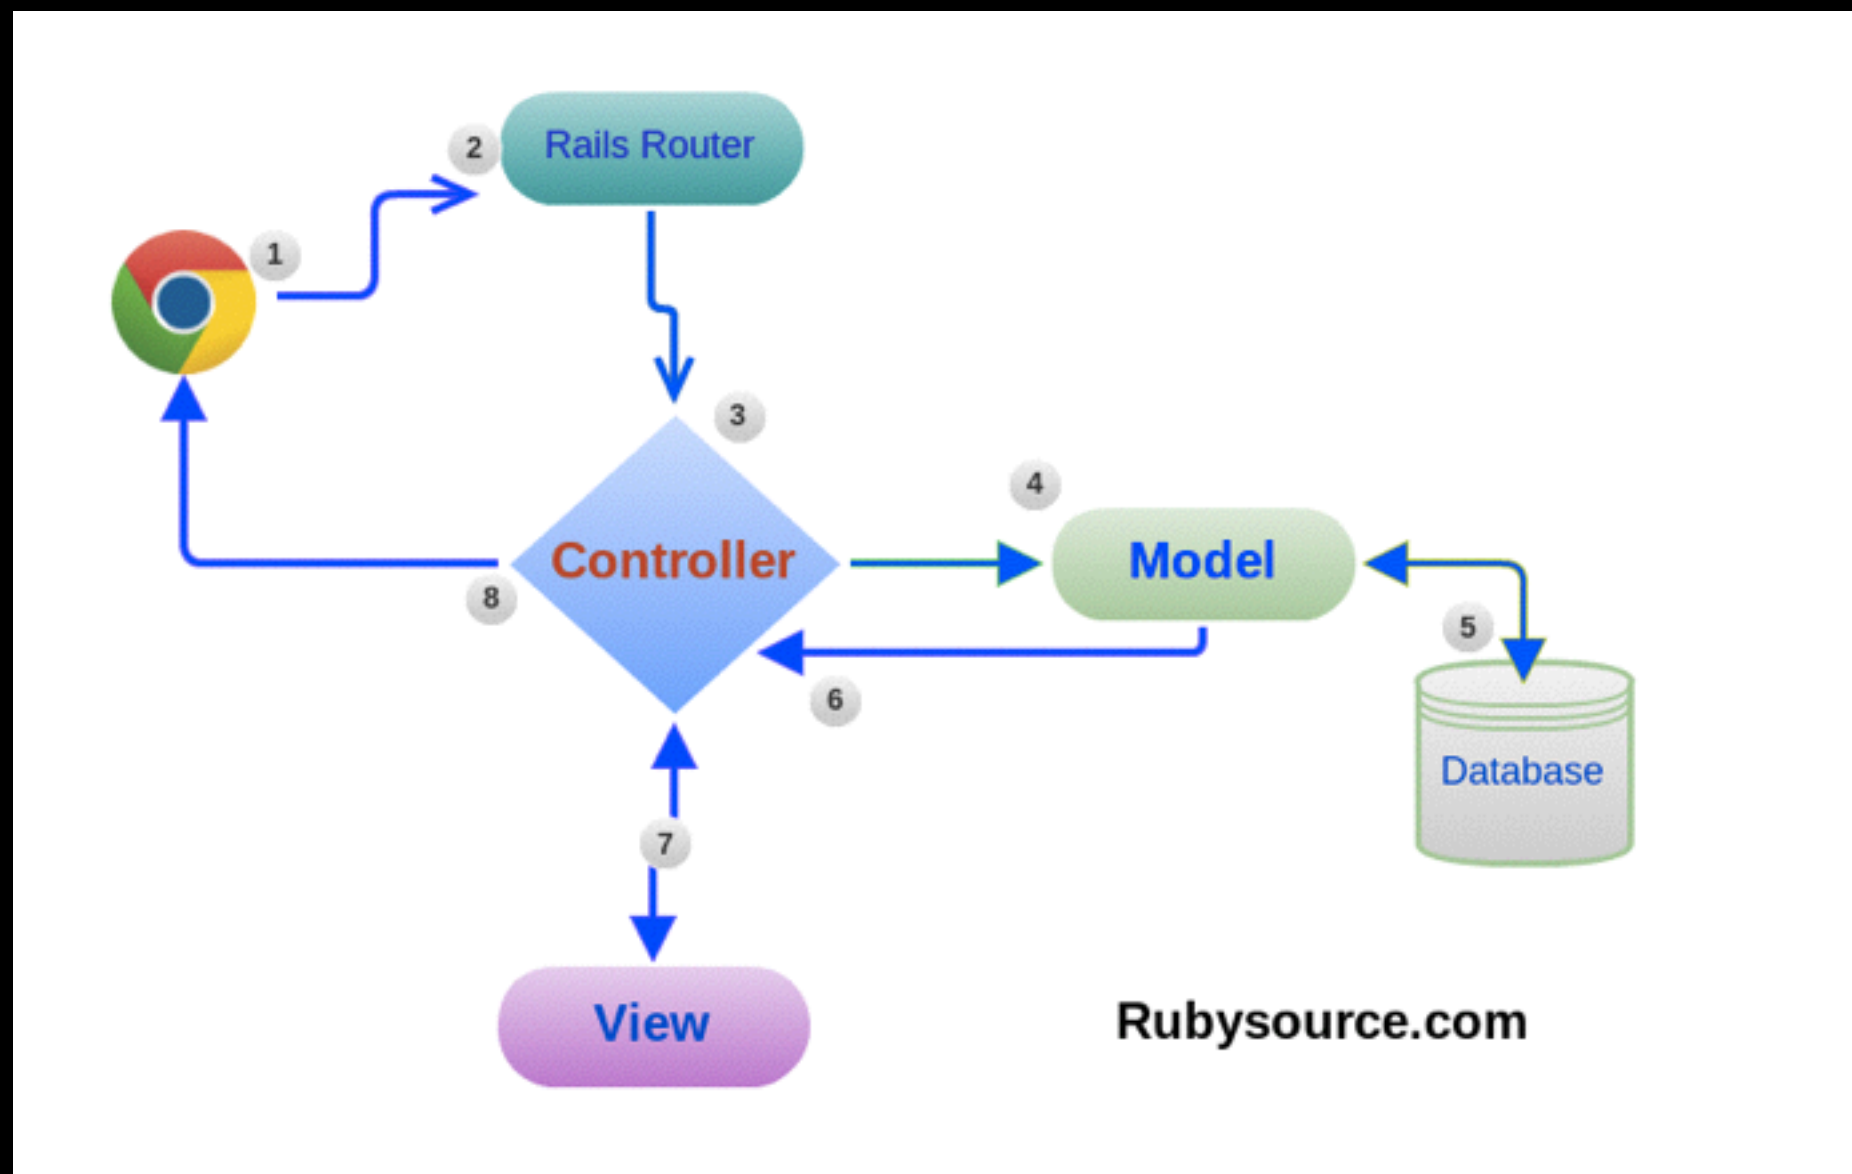 2
Rails Router
1
3
4
Controller
Model
8
5
6
Database
7
View
Rubysource.com